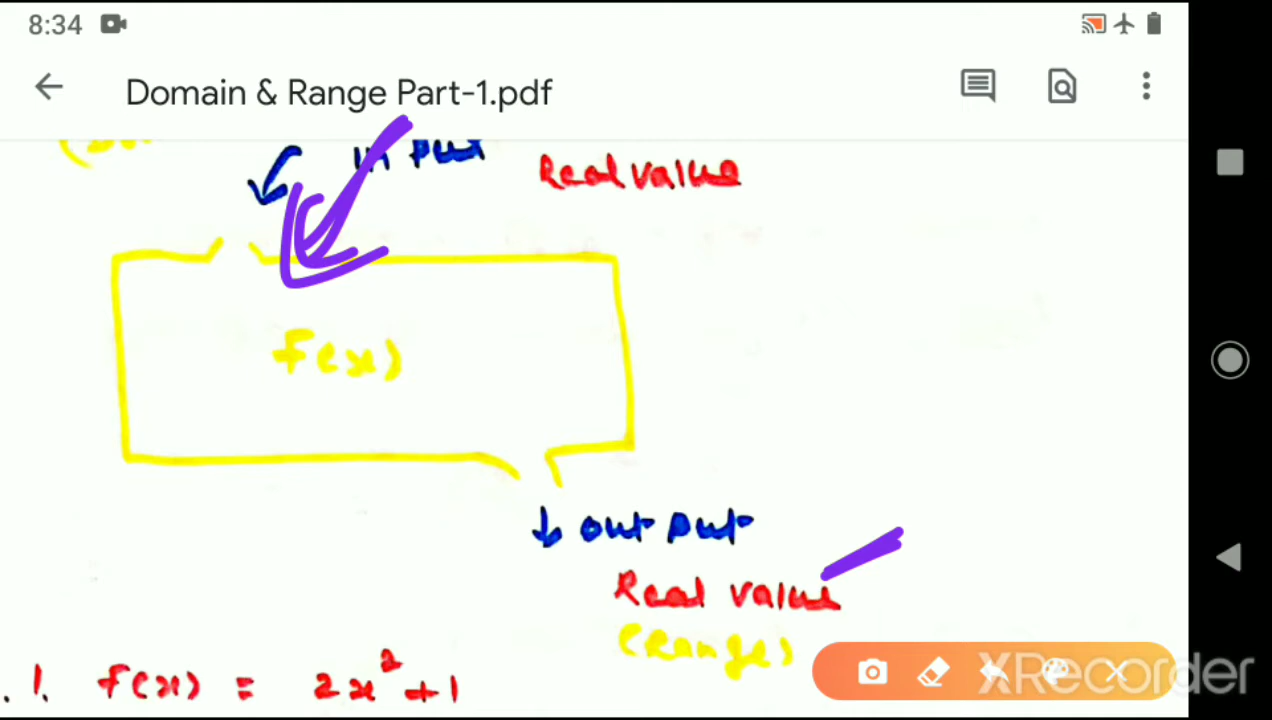 8:34
Domain & Range Part-1.pdf
input Real value
f(x)
↓ output
Real value
(Range)
1. f(x) = 2x²+1
XRecorder